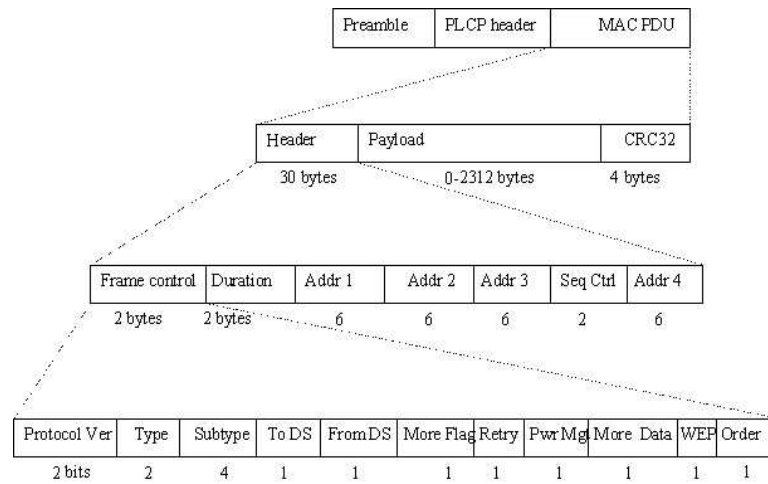 Preamble PLCP header MAC PDU
Header Payload CRC32
30 bytes 0-2312 bytes 4 bytes
Frame control Duration Addr 1 Addr 2 Addr 3 Seq Ctrl Addr 4
2 bytes 2 bytes 6 6 6 2 6
Protocol Ver Type Subtype To DS From DS More Flag Retry Pwr Mgt More Data WEP Order
2 bits 2 4 1 1 1 1 1 1 1 1